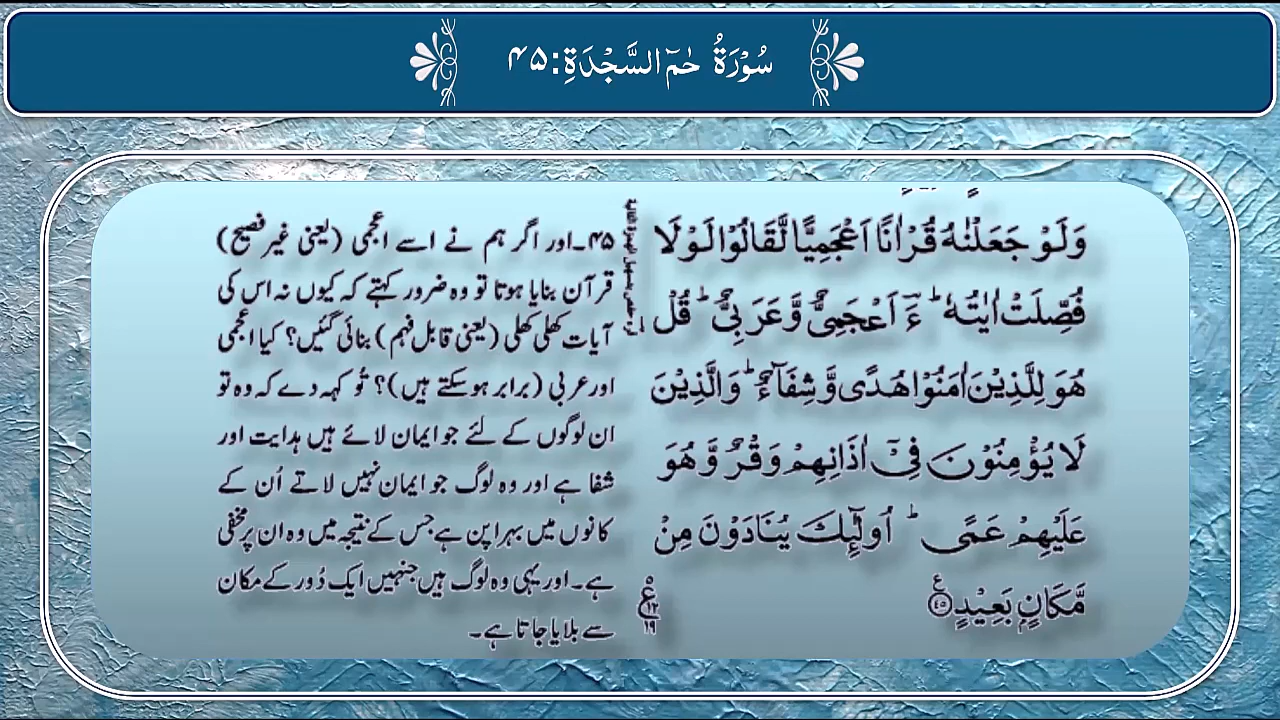 سُوْرَةُ حٰمٓ السَّجْدَةِ:۴۵
وَلَوْ جَعَلْنٰهُ قُرْاٰنًا اَعْجَمِيًّا لَّقَالُوْا لَوْلَا
فُصِّلَتْ اٰيٰتُهٗ ؕ ءَؔاَعْجَمِيٌّ وَّعَرَبِيٌّ ؕ قُلْ
هُوَ لِلَّذِيْنَ اٰمَنُوْا هُدًى وَّشِفَآءٌ ؕ وَالَّذِيْنَ
لَا يُؤْمِنُوْنَ فِيْۤ اٰذَانِهِمْ وَقْرٌ وَّهُوَ
عَلَيْهِمْ عَمًى ؕ اُولٰٓئِكَ يُنَادَوْنَ مِنْ
مَّكَانٍۭ بَعِيْدٍ ع ۴۵
ع ۱۲ ۱۹
۴۵۔اور اگر ہم نے اسے اعجمی (یعنی غیر فصیح)
قرآن بنایا ہوتا تو وہ ضرور کہتے کہ کیوں نہ اس کی
آیات کھلی کھلی (یعنی قابل فہم) بنائی گئیں؟ کیا اعجمی
اور عربی (برابر ہو سکتے ہیں)؟ تُو کہہ دے کہ وہ تو
ان لوگوں کے لئے جو ایمان لائے ہیں ہدایت اور
شفا ہے اور وہ لوگ جو ایمان نہیں لاتے اُن کے
کانوں میں بہرا پن ہے جس کے نتیجہ میں وہ ان پر مخفی
ہے۔اور یہی وہ لوگ ہیں جنہیں ایک دُور کے مکان
سے بلایا جاتا ہے۔